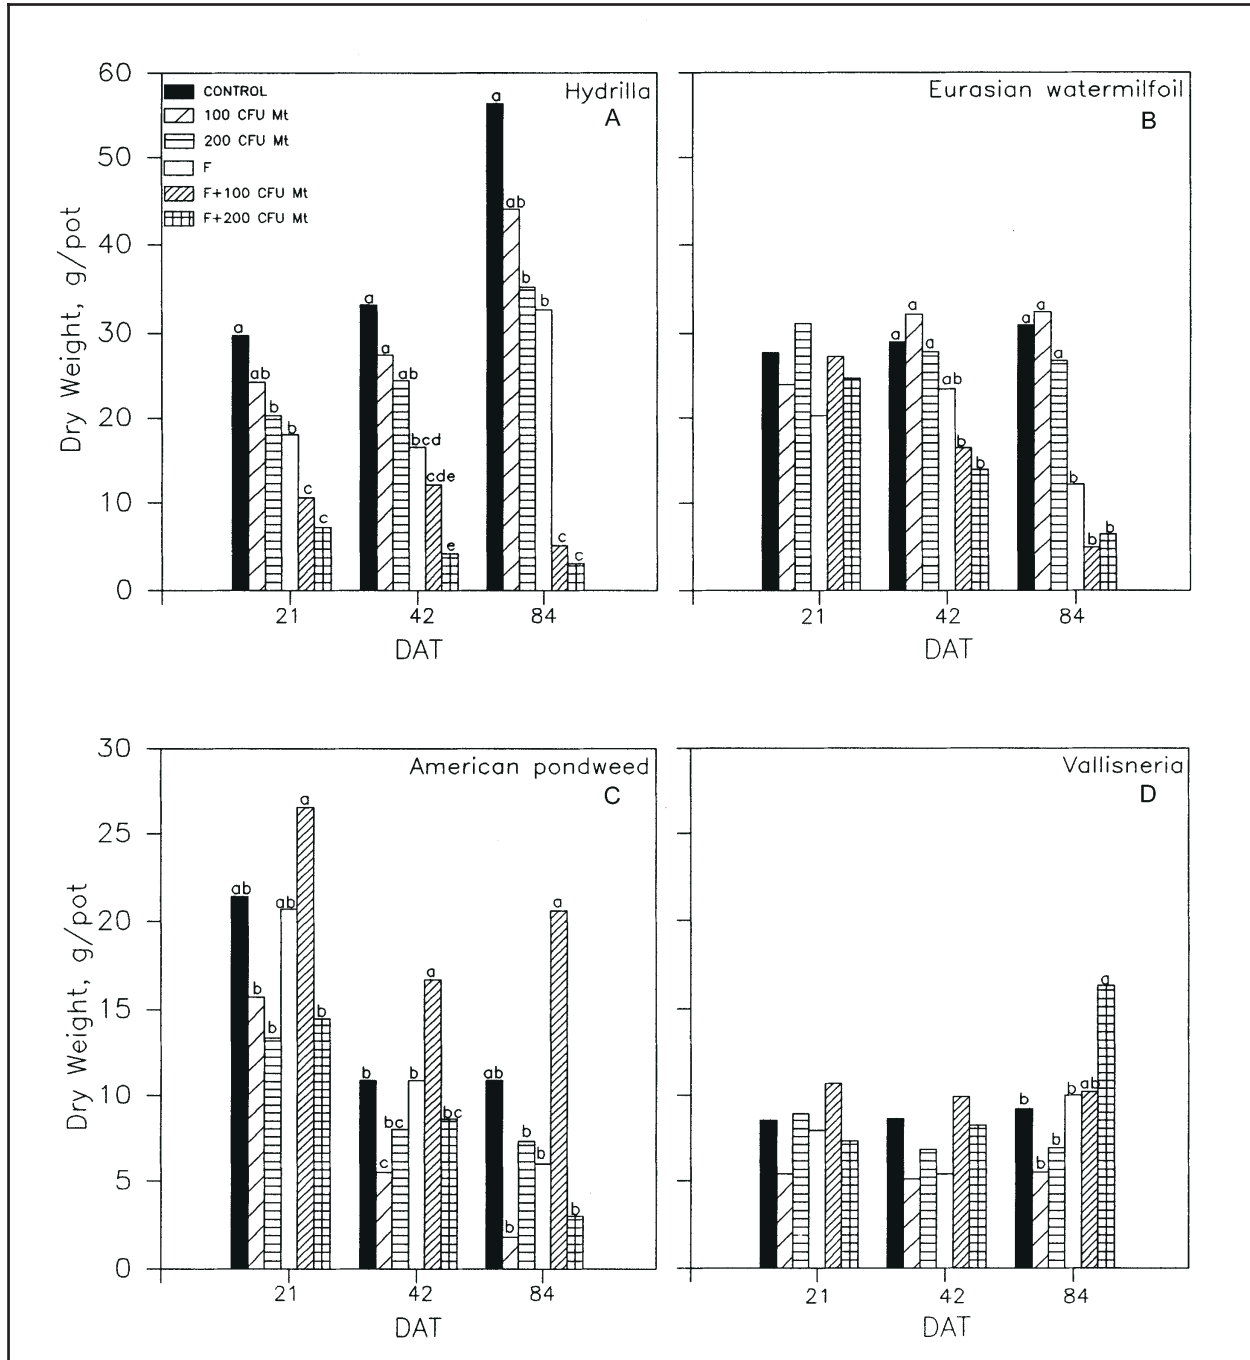 60
50
40
30
20
10
0
Dry Weight, g/pot
CONTROL
100 CFU Mt
200 CFU Mt
F
F+100 CFU Mt
F+200 CFU Mt
Hydrilla
A
a
ab
b
b
c
c
a
a
ab
bcd
cde
e
a
ab
b
b
c
c
21
42
84
DAT
Eurasian watermilfoil
B
a
a
a
ab
b
b
a
a
a
b
b
b
21
42
84
DAT
30
25
20
15
10
5
0
Dry Weight, g/pot
American pondweed
C
ab
b
b
ab
a
b
b
c
bc
b
a
bc
ab
b
b
b
a
b
21
42
84
DAT
Vallisneria
D
b
b
b
b
ab
a
21
42
84
DAT